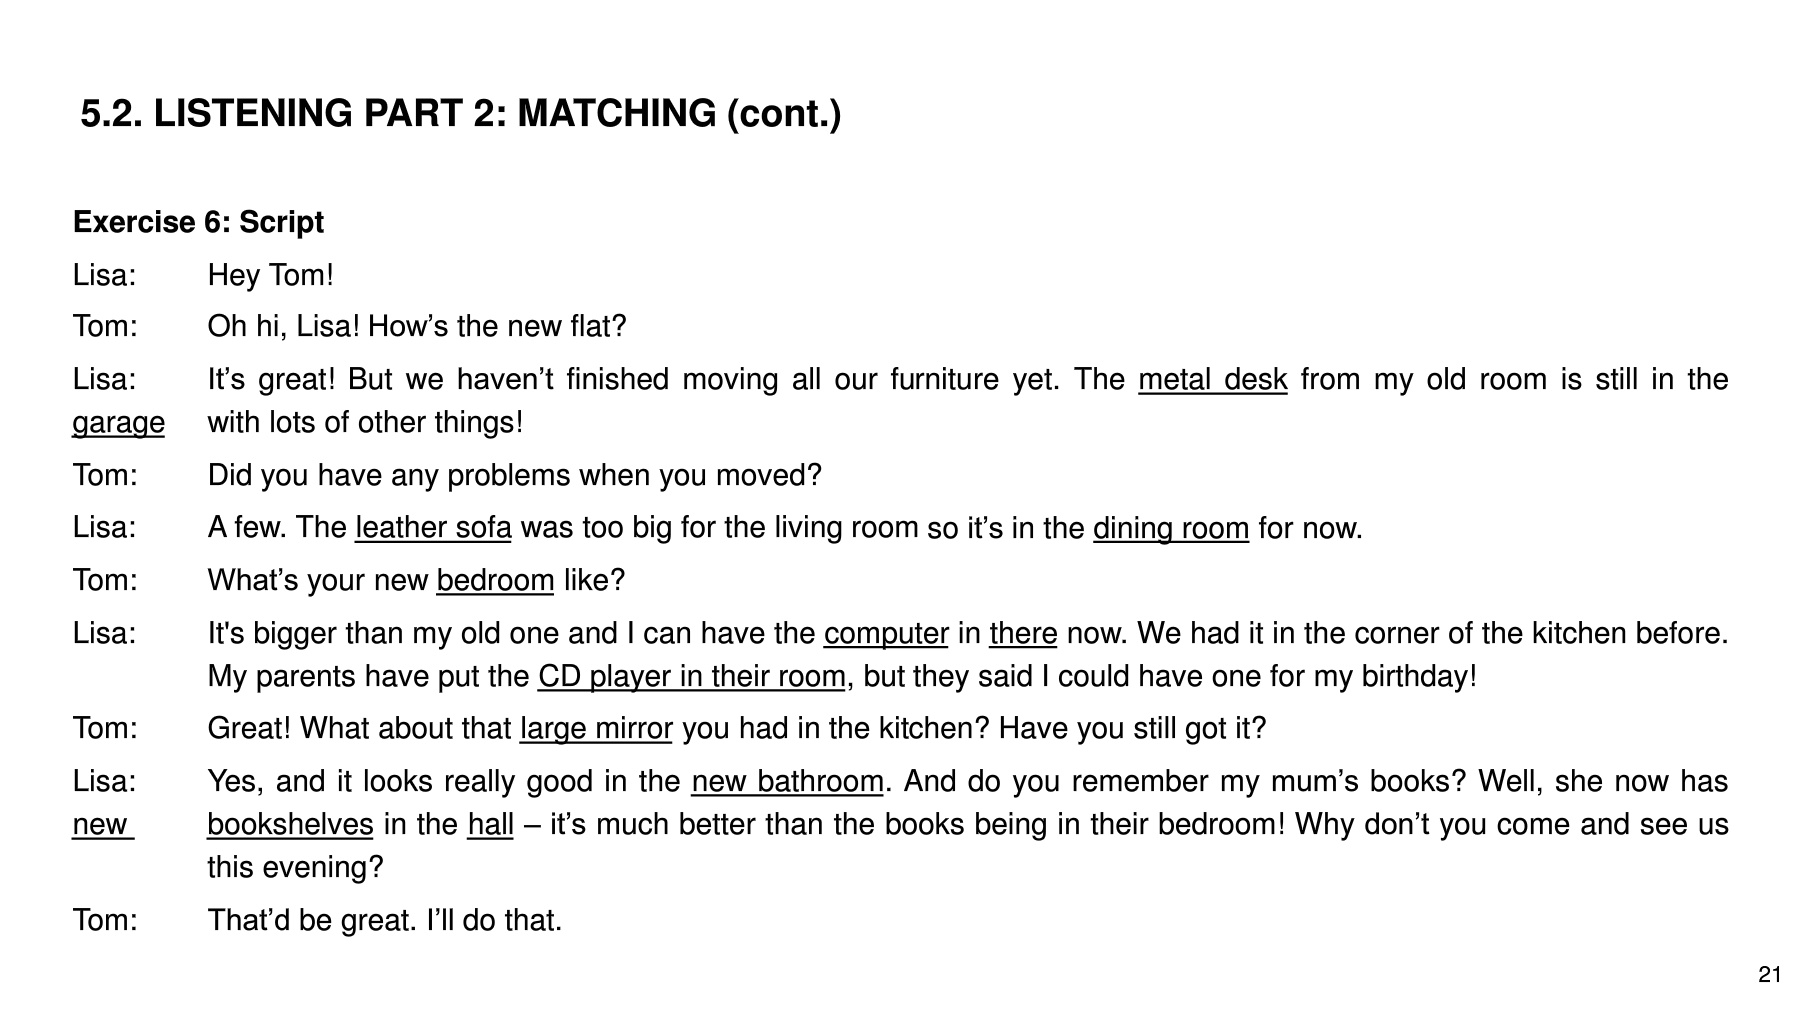 5.2. LISTENING PART 2: MATCHING (cont.)
Exercise 6: Script
Lisa: Hey Tom!
Tom: Oh hi, Lisa! How’s the new flat?
Lisa: It’s great! But we haven’t finished moving all our furniture yet. The metal desk from my old room is still in the
garage with lots of other things!
Tom: Did you have any problems when you moved?
Lisa: A few. The leather sofa was too big for the living room so it’s in the dining room for now.
Tom: What’s your new bedroom like?
Lisa: It's bigger than my old one and I can have the computer in there now. We had it in the corner of the kitchen before.
My parents have put the CD player in their room, but they said I could have one for my birthday!
Tom: Great! What about that large mirror you had in the kitchen? Have you still got it?
Lisa: Yes, and it looks really good in the new bathroom. And do you remember my mum’s books? Well, she now has
new bookshelves in the hall – it’s much better than the books being in their bedroom! Why don’t you come and see us
this evening?
Tom: That’d be great. I’ll do that.
21